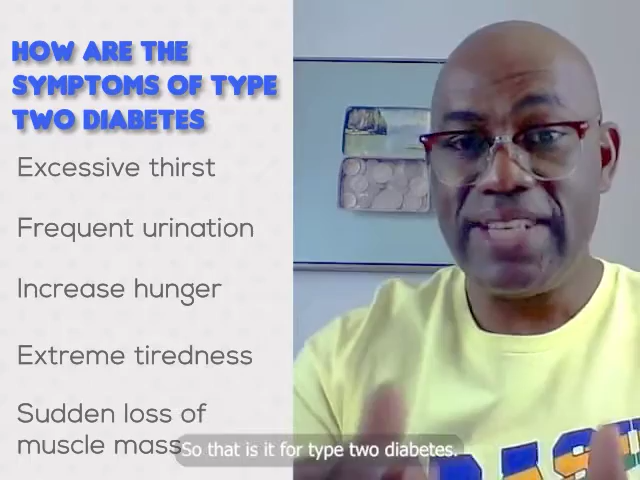 HOW ARE THE
SYMPTOMS OF TYPE
TWO DIABETES
Excessive thirst
Frequent urination
Increase hunger
Extreme tiredness
Sudden loss of
muscle mass
So that is it for type two diabetes.